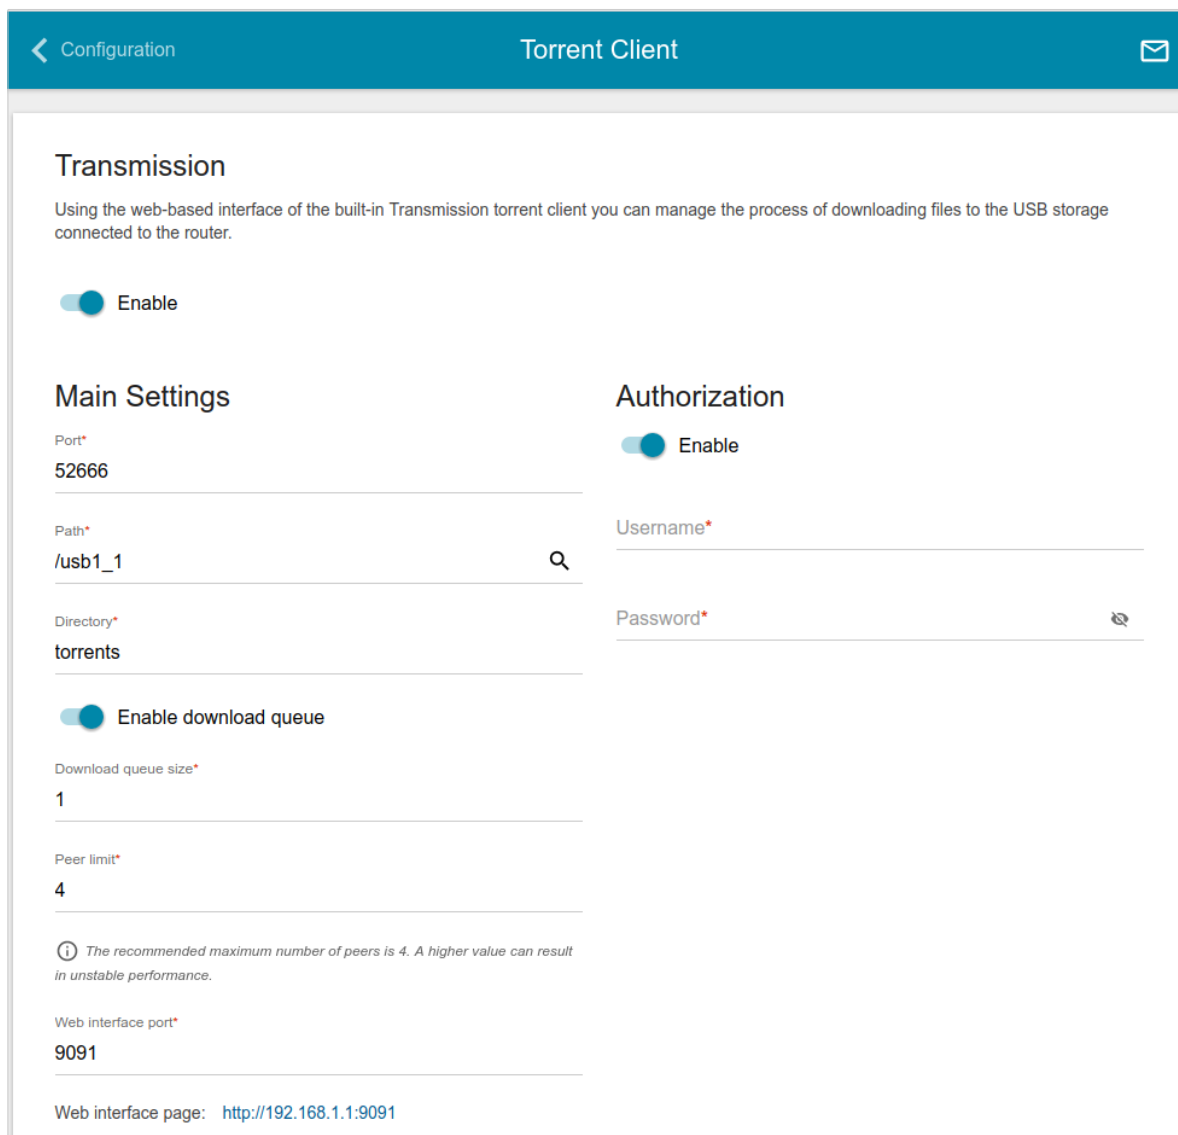 Configuration
Torrent Client
Transmission
Using the web-based interface of the built-in Transmission torrent client you can manage the process of downloading files to the USB storage
connected to the router.
Enable
Main Settings
Port*
52666
Path*
/usb1_1
Directory*
torrents
Enable download queue
Download queue size*
1
Peer limit*
4
The recommended maximum number of peers is 4. A higher value can result
in unstable performance.
Web interface port*
9091
Web interface page: http://192.168.1.1:9091
Authorization
Enable
Username*
Password*